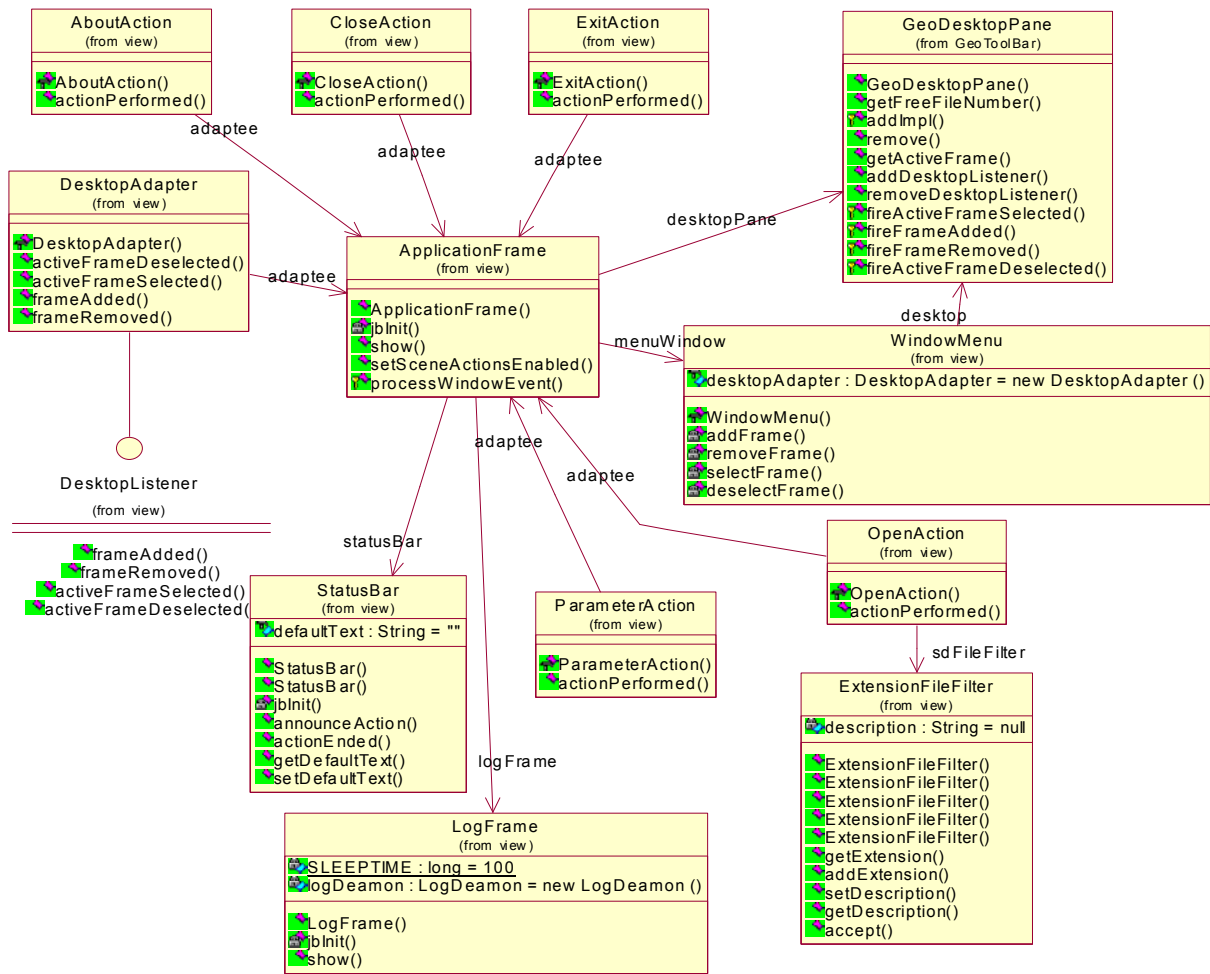 AboutAction
(from view)
AboutAction()
actionPerformed()
CloseAction
(from view)
CloseAction()
actionPerformed()
ExitAction
(from view)
ExitAction()
actionPerformed()
GeoDesktopPane
(from GeoToolBar)
GeoDesktopPane()
getFreeFileNumber()
addImpl()
remove()
getActiveFrame()
addDesktopListener()
removeDesktopListener()
fireActiveFrameSelected()
fireFrameAdded()
fireFrameRemoved()
fireActiveFrameDeselected()
adaptee
adaptee
adaptee
DesktopAdapter
(from view)
DesktopAdapter()
activeFrameDeselected()
activeFrameSelected()
frameAdded()
frameRemoved()
adaptee
ApplicationFrame
(from view)
ApplicationFrame()
jbInit()
show()
setSceneActionsEnabled()
processWindowEvent()
desktopPane
menuWindow
desktop
WindowMenu
(from view)
desktopAdapter : DesktopAdapter = new DesktopAdapter ()
WindowMenu()
addFrame()
removeFrame()
selectFrame()
deselectFrame()
DesktopListener
(from view)
frameAdded()
frameRemoved()
activeFrameSelected()
activeFrameDeselected(
adaptee
adaptee
statusBar
StatusBar
(from view)
defaultText : String = ""
StatusBar()
StatusBar()
jbInit()
announceAction()
actionEnded()
getDefaultText()
setDefaultText()
ParameterAction
(from view)
ParameterAction()
actionPerformed()
OpenAction
(from view)
OpenAction()
actionPerformed()
sdFileFilter
ExtensionFileFilter
(from view)
description : String = null
ExtensionFileFilter()
ExtensionFileFilter()
ExtensionFileFilter()
ExtensionFileFilter()
ExtensionFileFilter()
getExtension()
addExtension()
setDescription()
getDescription()
accept()
logFrame
LogFrame
(from view)
SLEEPTIME : long = 100
logDeamon : LogDeamon = new LogDeamon ()
LogFrame()
jbInit()
show()